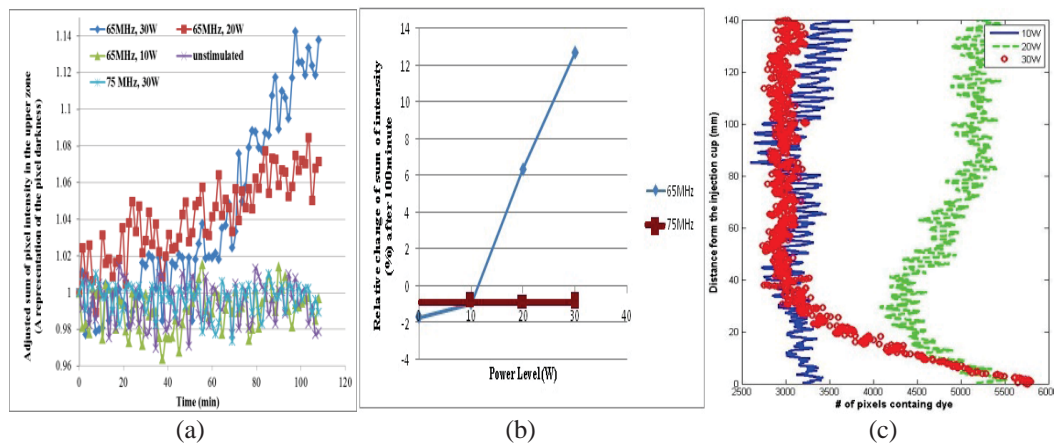 65MHz, 30W
65MHz, 20W
65MHz, 10W
unstimulated
75 MHz, 30W
Adjusted sum of pixel intensity in the upper zone
(A representation of the pixel darkness)
1.14
1.12
1.1
1.08
1.06
1.04
1.02
1
0.98
0.96
0 20 40 60 80 100 120
Time (min)
(a)
Relative change of sum of intensity
(%) after 100minute
14
12
10
8
6
4
2
0
-2
-4
10 20 30 40
65MHz
75MHz
Power Level(W)
(b)
Distance form the injection cup (mm)
140
120
100
80
60
40
20
0
10W
20W
30W
2500 3000 3500 4000 4500 5000 5500 6000
# of pixels containg dye
(c)